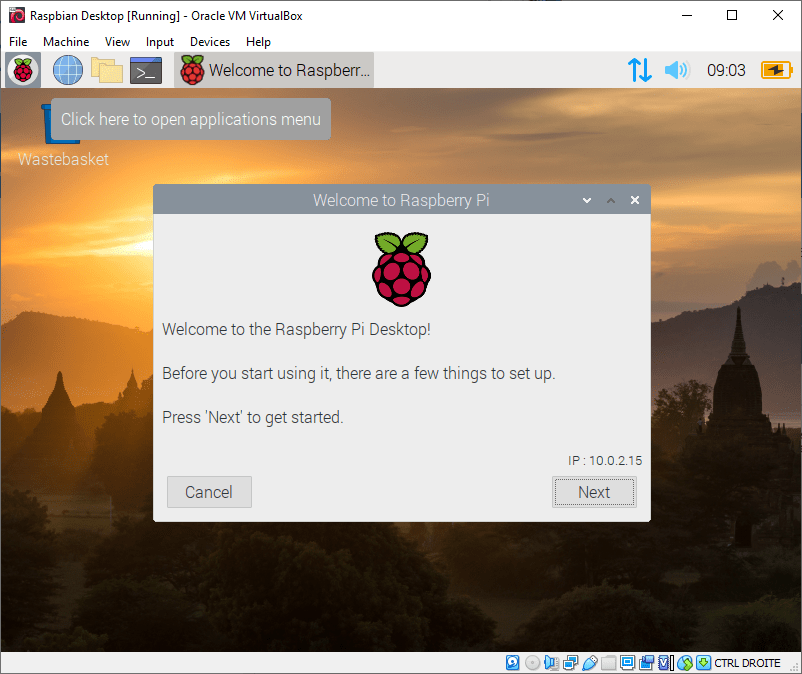 Raspbian Desktop [Running] - Oracle VM VirtualBox
File Machine View Input Devices Help
Welcome to Raspberr...
09:03
Click here to open applications menu
Wastebasket
Welcome to Raspberry Pi
Welcome to the Raspberry Pi Desktop!
Before you start using it, there are a few things to set up.
Press 'Next' to get started.
IP : 10.0.2.15
Cancel
Next
CTRL DROITE